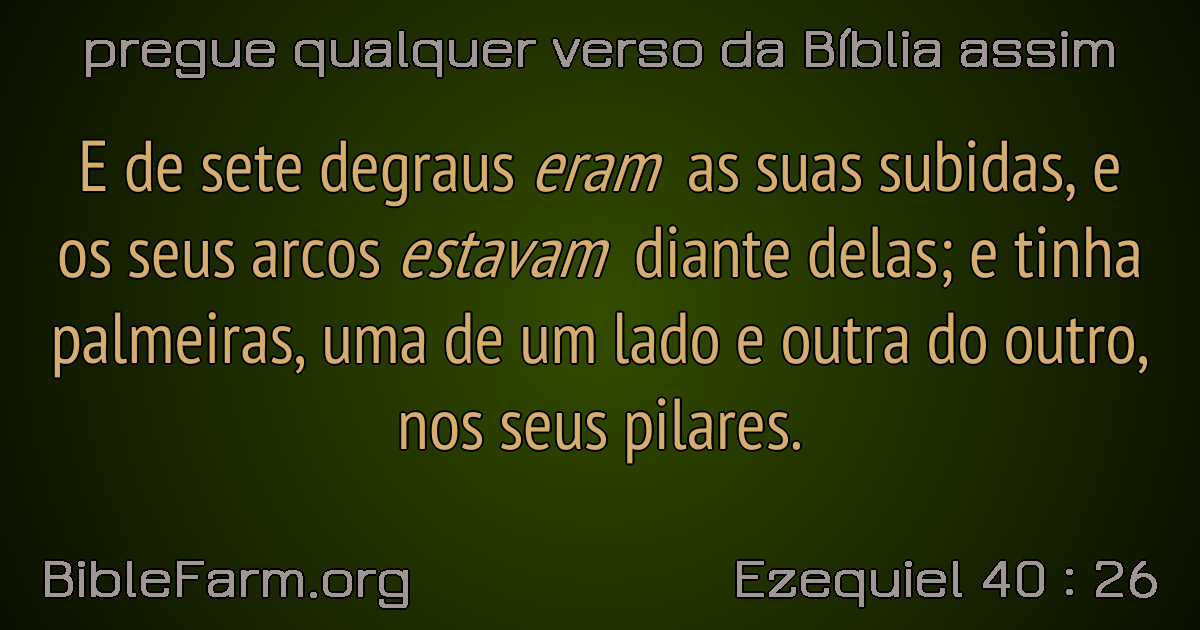 pregue qualquer verso da Bíblia assim
E de sete degraus eram as suas subidas, e
os seus arcos estavam diante delas; e tinha
palmeiras, uma de um lado e outra do outro,
nos seus pilares.
BibleFarm.org
Ezequiel 40 : 26